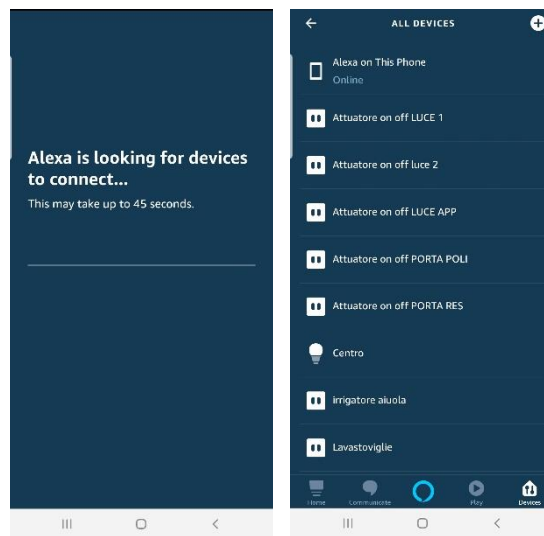 Alexa is looking for devices
to connect...
This may take up to 45 seconds.
ALL DEVICES
Alexa on This Phone
Online
Attuatore on off LUCE 1
Attuatore on off luce 2
Attuatore on off LUCE APP
Attuatore on off PORTA POLI
Attuatore on off PORTA RES
Centro
irrigatore aiuola
Lavastoviglie
Home Communicate Play Devices